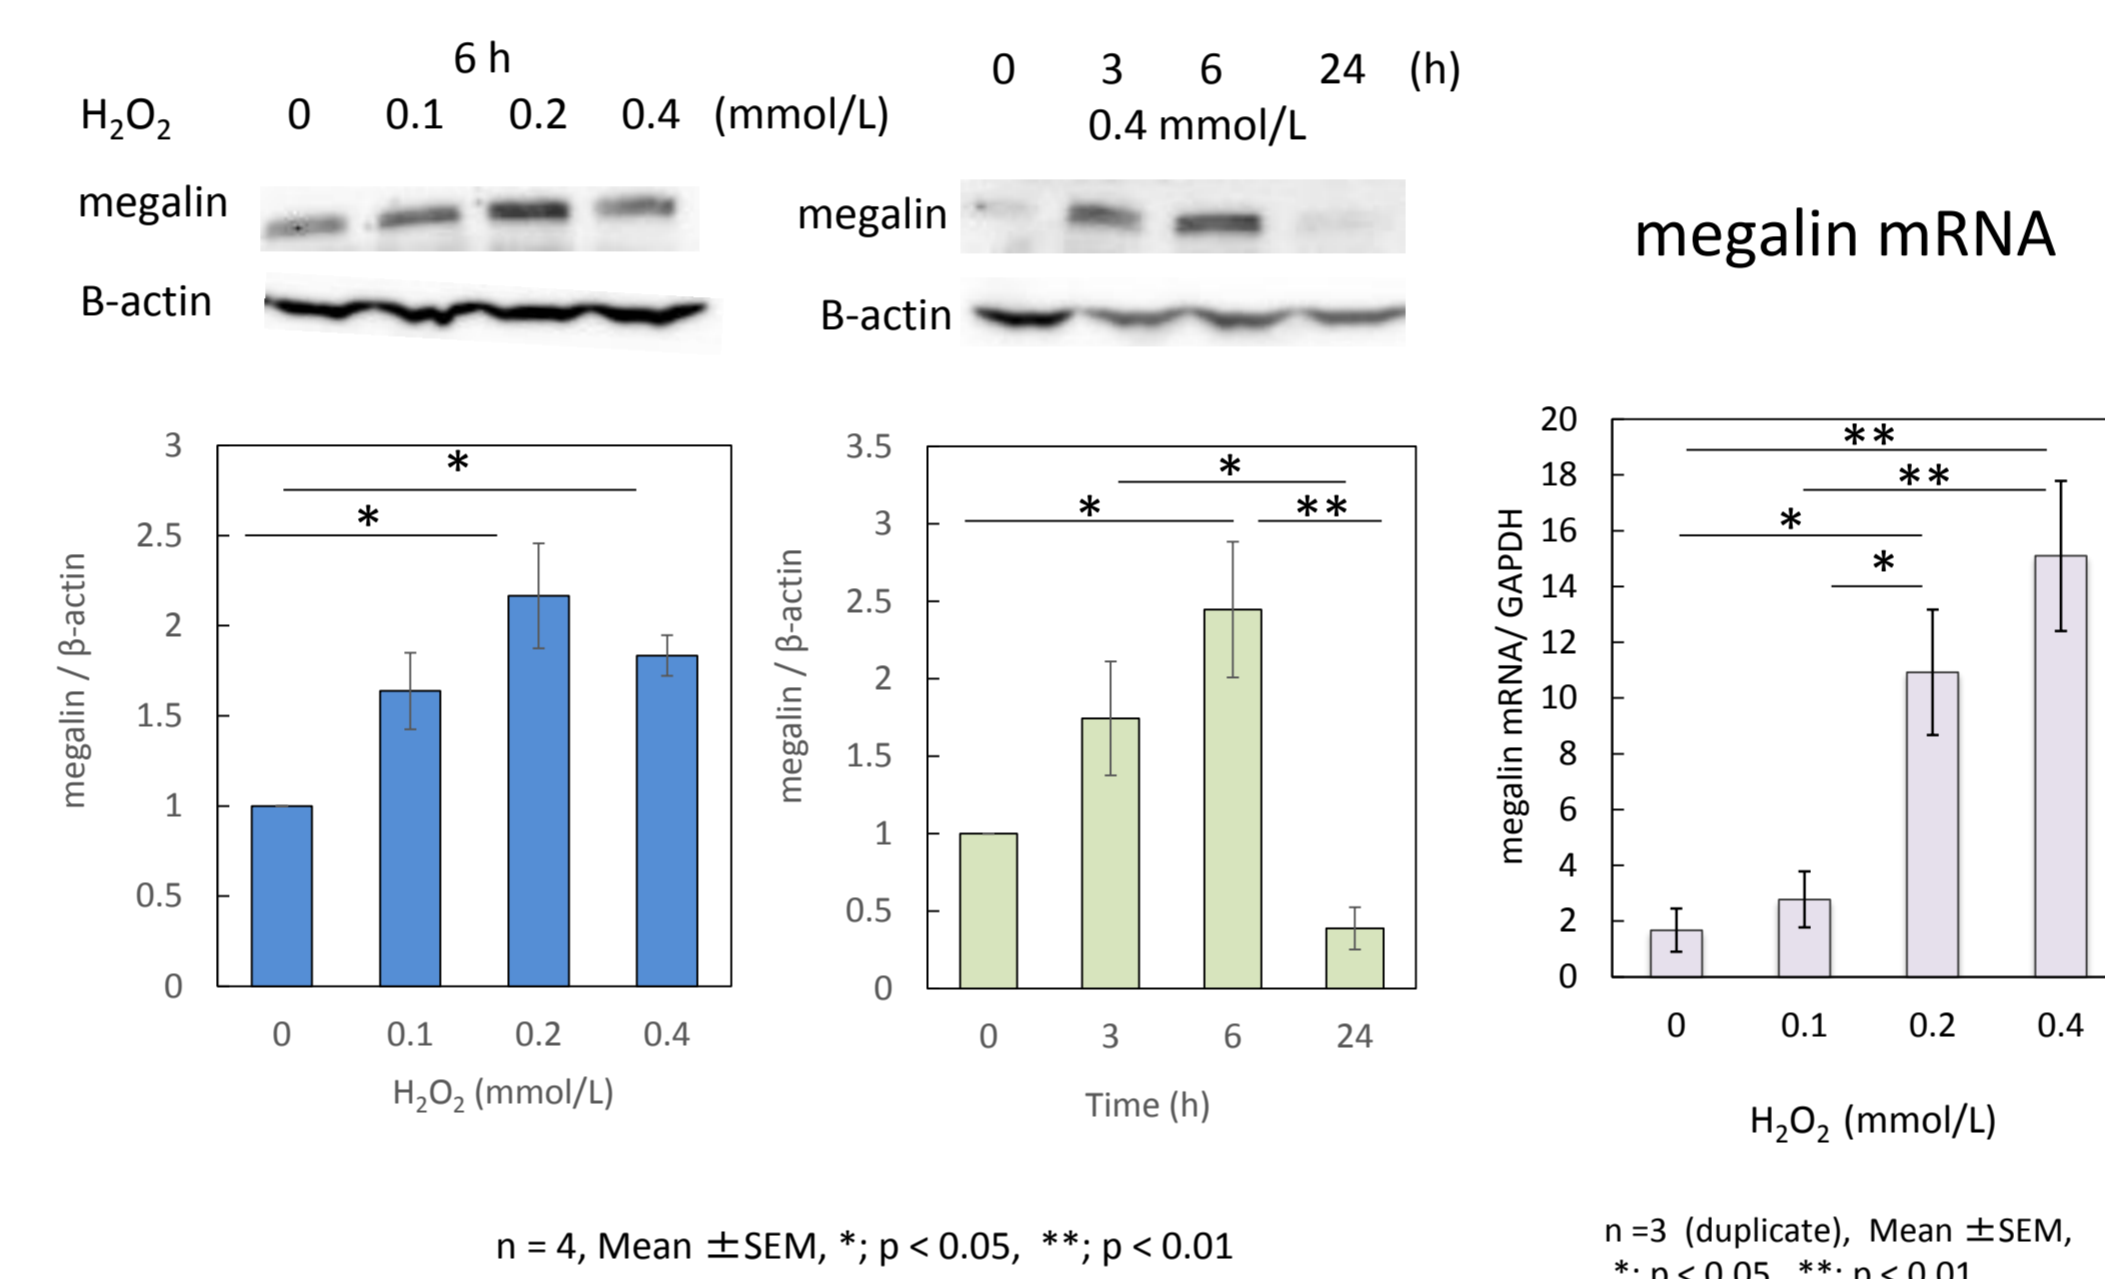 6 h
H₂O₂ 0 0.1 0.2 0.4 (mmol/L)
megalin
B-actin
0 3 6 24 (h)
0.4 mmol/L
megalin
B-actin
megalin mRNA
3
2.5
2
1.5
1
0.5
0
megalin / β-actin
*
*
0 0.1 0.2 0.4
H₂O₂ (mmol/L)
3.5
3
2.5
2
1.5
1
0.5
0
megalin / β-actin
*
* **
0 3 6 24
Time (h)
20
18
16
14
12
10
8
6
4
2
0
megalin mRNA/ GAPDH
**
**
*
*
0 0.1 0.2 0.4
H₂O₂ (mmol/L)
n = 4, Mean ±SEM, *; p < 0.05, **; p < 0.01
n =3 (duplicate), Mean ±SEM,
*; p < 0.05, **; p < 0.01